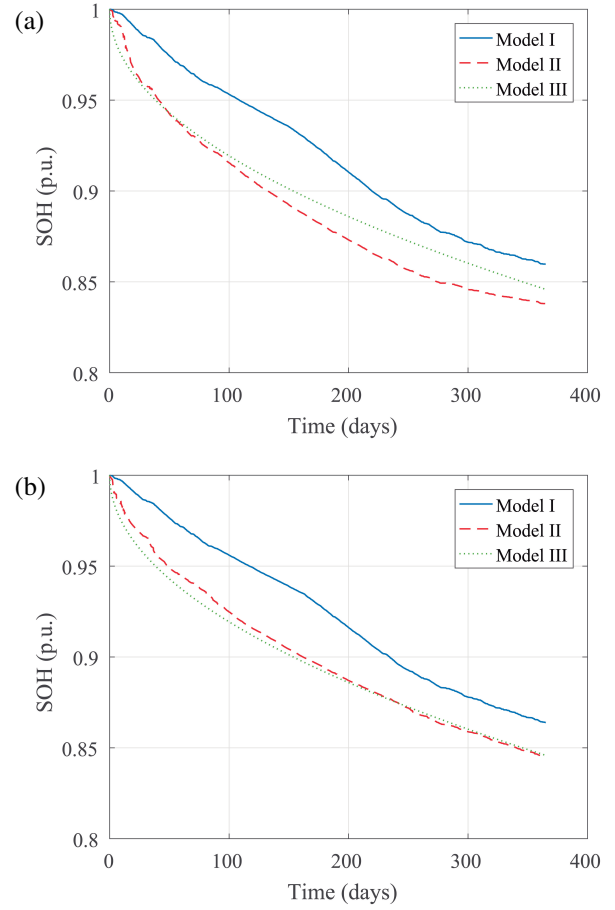 (a)
1
0.95
0.9
0.85
0.8
SOH (p.u.)
0 100 200 300 400
Time (days)
Model I
Model II
Model III
(b)
1
0.95
0.9
0.85
0.8
SOH (p.u.)
0 100 200 300 400
Time (days)
Model I
Model II
Model III